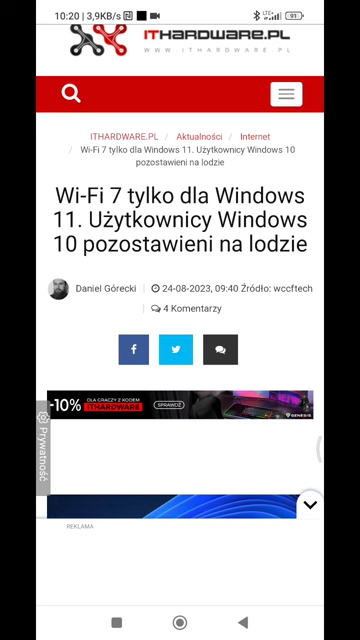 10:20 | 3,9KB/s
LTE+
91
ITHARDWARE.PL
WWW.ITHARDWARE.PL
ITHARDWARE.PL / Aktualności / Internet
/ Wi-Fi 7 tylko dla Windows 11. Użytkownicy Windows 10
pozostawieni na lodzie
Wi-Fi 7 tylko dla Windows
11. Użytkownicy Windows
10 pozostawieni na lodzie
Daniel Górecki | 24-08-2023, 09:40 Źródło: wccftech
| 4 Komentarzy
-10% DLA GRACZY Z KODEM
ITHARDWARE
SPRAWDŹ
GENESIS
Prywatność
REKLAMA